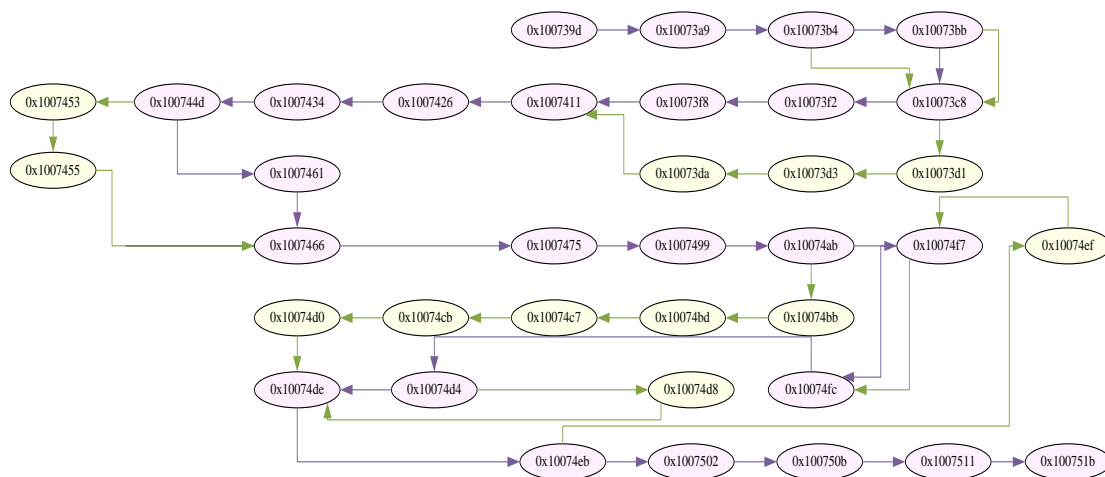 0x100739d 0x10073a9 0x10073b4 0x10073bb
0x1007453 0x100744d 0x1007434 0x1007426 0x1007411 0x10073f8 0x10073f2 0x10073c8
0x1007455 0x1007461 0x10073da 0x10073d3 0x10073d1
0x1007466 0x1007475 0x1007499 0x10074ab 0x10074f7 0x10074ef
0x10074d0 0x10074cb 0x10074c7 0x10074bd 0x10074bb
0x10074de 0x10074d4 0x10074d8 0x10074fc
0x10074eb 0x1007502 0x100750b 0x1007511 0x100751b